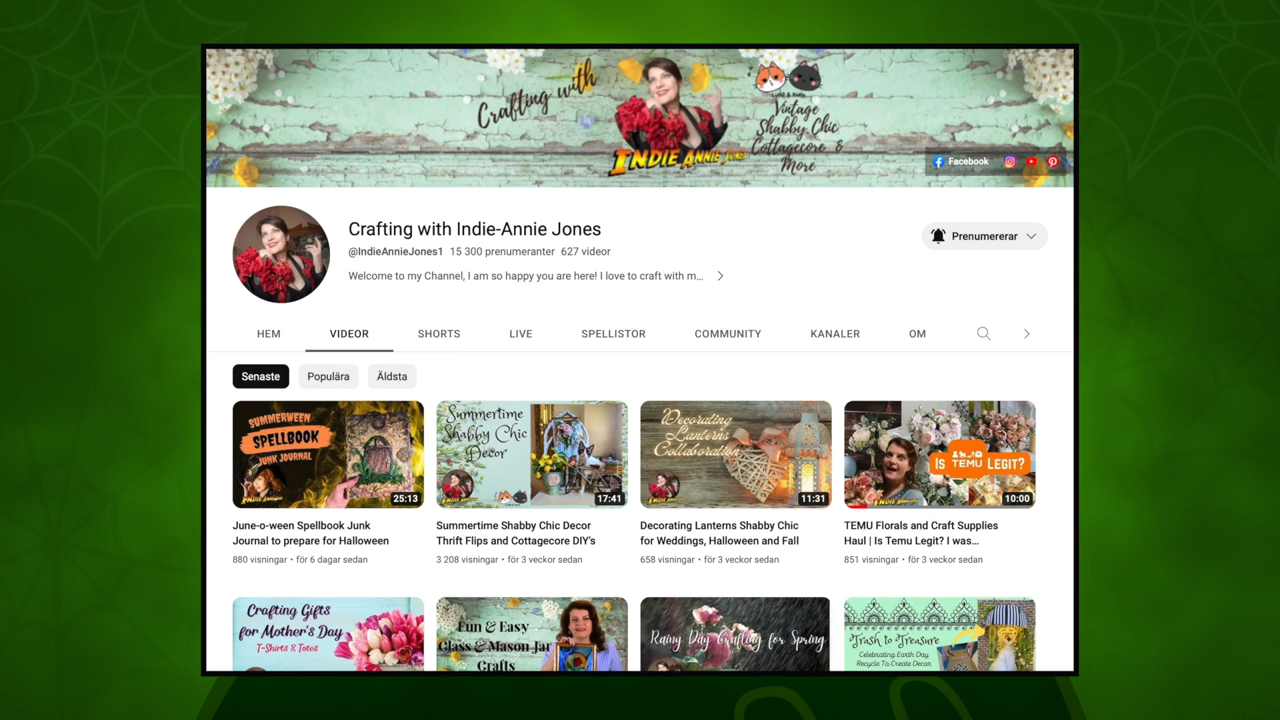 Crafting with
INDIE ANNIE JONES
Vintage
Shabby Chic
Cottagecore &
More
Facebook
Crafting with Indie-Annie Jones
@IndieAnnieJones1 15 300 prenumeranter 627 videor
Welcome to my Channel, I am so happy you are here! I love to craft with m...
Prenumererar
HEM VIDEOR SHORTS LIVE SPELLISTOR COMMUNITY KANALER OM
Senaste Populära Äldsta
SUMMERWEEN
SPELLBOOK
JUNK JOURNAL
25:13
Summertime
Shabby Chic
Decor
17:41
Decorating
Lanterns
Collaboration
11:31
IS TEMU LEGIT?
10:00
June-o-ween Spellbook Junk
Journal to prepare for Halloween
880 visningar • för 6 dagar sedan
Summertime Shabby Chic Decor
Thrift Flips and Cottagecore DIY's
3 208 visningar • för 3 veckor sedan
Decorating Lanterns Shabby Chic
for Weddings, Halloween and Fall
658 visningar • för 3 veckor sedan
TEMU Florals and Craft Supplies
Haul | Is Temu Legit? I was...
851 visningar • för 3 veckor sedan
Crafting Gifts
for Mother's Day
T-Shirts & Totes
Fun & Easy
Glass & Mason Jar
Crafts
Rainy Day Crafting for Spring
Trash to Treasure
Celebrating Earth Day
Recycle To Create Decor